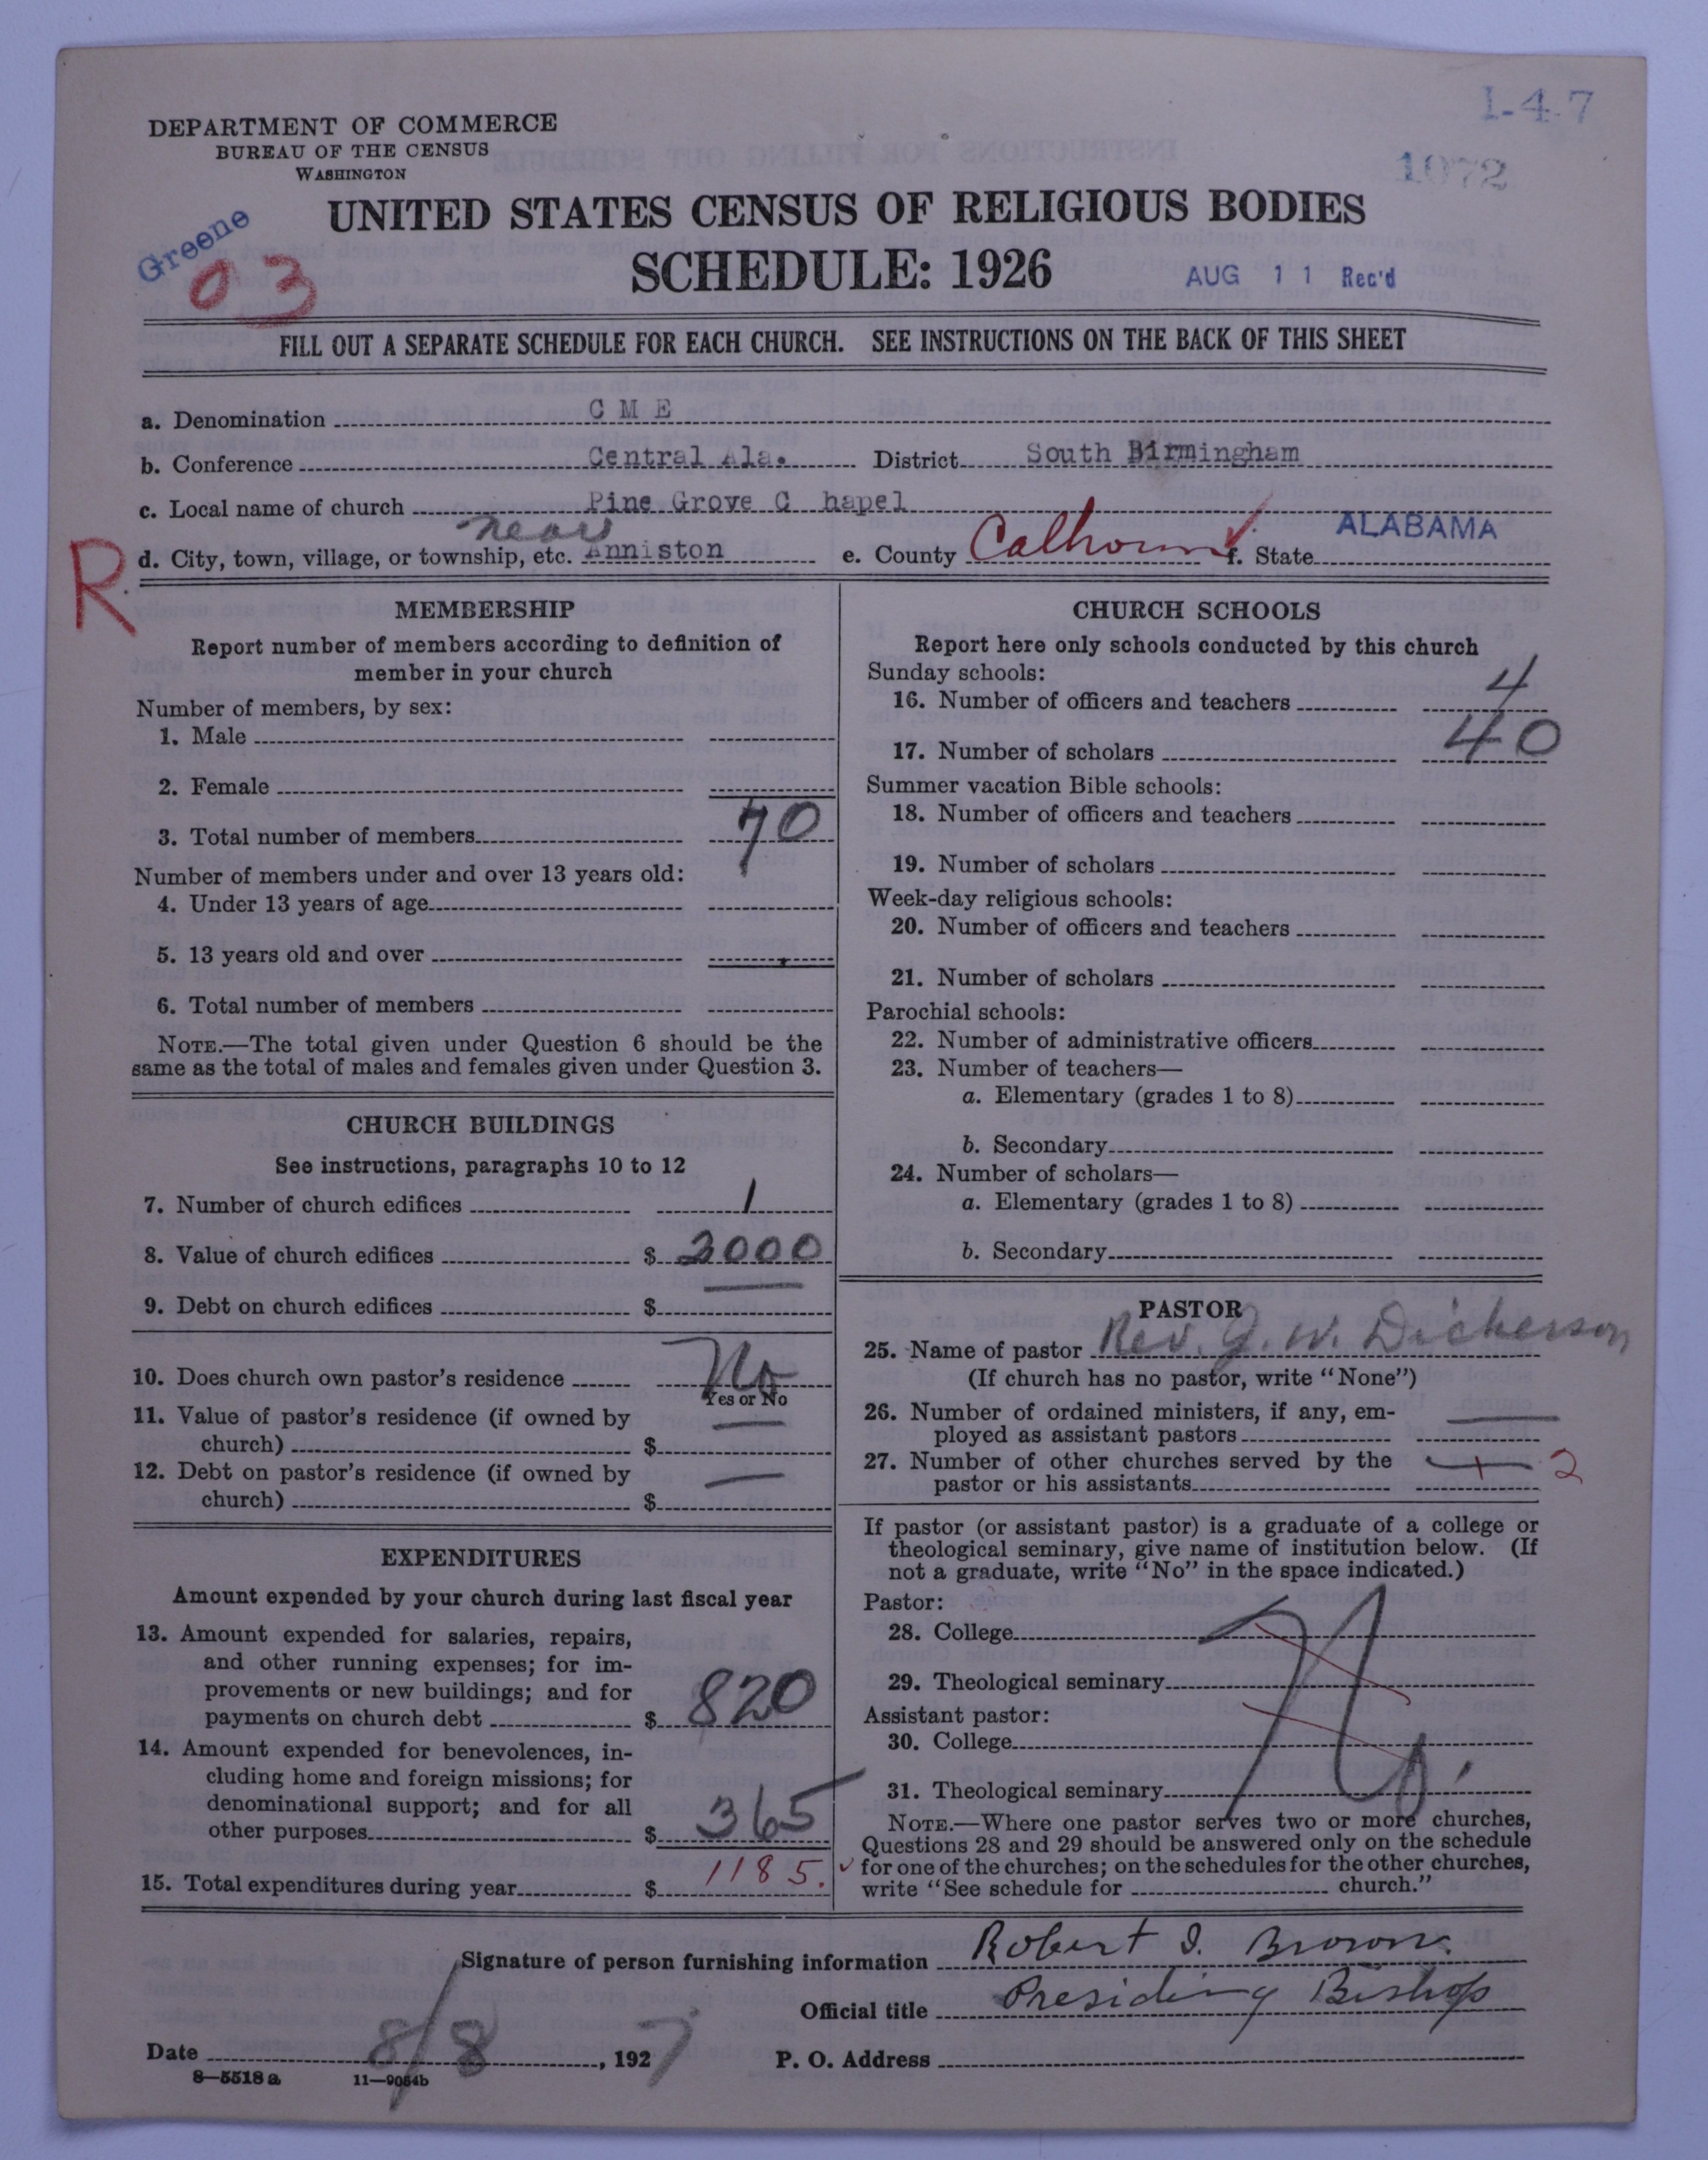 1-4-7
1072
DEPARTMENT OF COMMERCE
BUREAU OF THE CENSUS
WASHINGTON
Greene
03
UNITED STATES CENSUS OF RELIGIOUS BODIES
SCHEDULE: 1926
AUG 11 Rec'd
FILL OUT A SEPARATE SCHEDULE FOR EACH CHURCH. SEE INSTRUCTIONS ON THE BACK OF THIS SHEET
a. Denomination C M E
b. Conference Central Ala. District South Birmingham
c. Local name of church Pine Grove C hapel
R d. City, town, village, or township, etc. near Anniston e. County Calhoun f. State ALABAMA
MEMBERSHIP
Report number of members according to definition of
member in your church
Number of members, by sex:
1. Male
2. Female
3. Total number of members 70
Number of members under and over 13 years old:
4. Under 13 years of age
5. 13 years old and over
6. Total number of members
NOTE.—The total given under Question 6 should be the
same as the total of males and females given under Question 3.
CHURCH BUILDINGS
See instructions, paragraphs 10 to 12
7. Number of church edifices 1
8. Value of church edifices $ 2000
9. Debt on church edifices $ —
10. Does church own pastor's residence No
Yes or No
11. Value of pastor's residence (if owned by
church) $ —
12. Debt on pastor's residence (if owned by
church) $ —
EXPENDITURES
Amount expended by your church during last fiscal year
13. Amount expended for salaries, repairs,
and other running expenses; for im-
provements or new buildings; and for
payments on church debt $ 820
14. Amount expended for benevolences, in-
cluding home and foreign missions; for
denominational support; and for all
other purposes $ 365
15. Total expenditures during year $ 1185.
CHURCH SCHOOLS
Report here only schools conducted by this church
Sunday schools:
16. Number of officers and teachers 4
17. Number of scholars 40
Summer vacation Bible schools:
18. Number of officers and teachers
19. Number of scholars
Week-day religious schools:
20. Number of officers and teachers
21. Number of scholars
Parochial schools:
22. Number of administrative officers
23. Number of teachers—
a. Elementary (grades 1 to 8)
b. Secondary
24. Number of scholars—
a. Elementary (grades 1 to 8)
b. Secondary
PASTOR
25. Name of pastor Rev. J. W. Dickerson
(If church has no pastor, write "None")
26. Number of ordained ministers, if any, em-
ployed as assistant pastors —
27. Number of other churches served by the
pastor or his assistants — 2
If pastor (or assistant pastor) is a graduate of a college or
theological seminary, give name of institution below. (If
not a graduate, write "No" in the space indicated.)
Pastor:
28. College
29. Theological seminary
No.
Assistant pastor:
30. College
31. Theological seminary
NOTE.—Where one pastor serves two or more churches,
Questions 28 and 29 should be answered only on the schedule
for one of the churches; on the schedules for the other churches,
write "See schedule for church."
Signature of person furnishing information Robert T. Brown.
Official title Presiding Bishop
Date 8/8, 1927 P. O. Address
8—5518 a 11—9054b